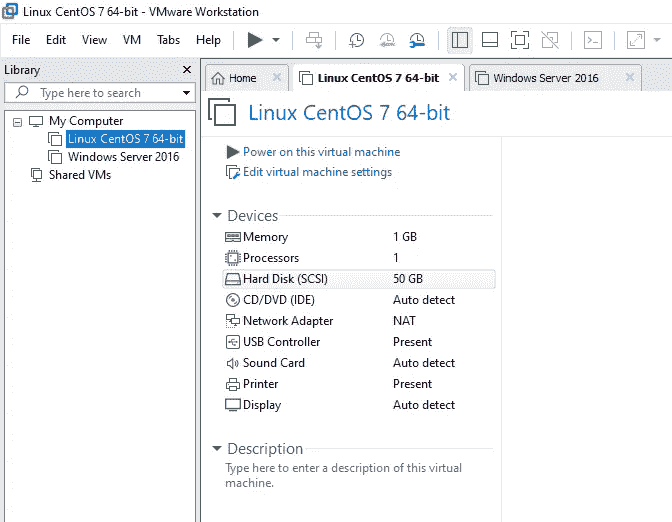 Linux CentOS 7 64-bit - VMware Workstation
File Edit View VM Tabs Help
Library
Type here to search
My Computer
Linux CentOS 7 64-bit
Windows Server 2016
Shared VMs
Home Linux CentOS 7 64-bit Windows Server 2016
Linux CentOS 7 64-bit
Power on this virtual machine
Edit virtual machine settings
Devices
Memory 1 GB
Processors 1
Hard Disk (SCSI) 50 GB
CD/DVD (IDE) Auto detect
Network Adapter NAT
USB Controller Present
Sound Card Auto detect
Printer Present
Display Auto detect
Description
Type here to enter a description of this virtual
machine.